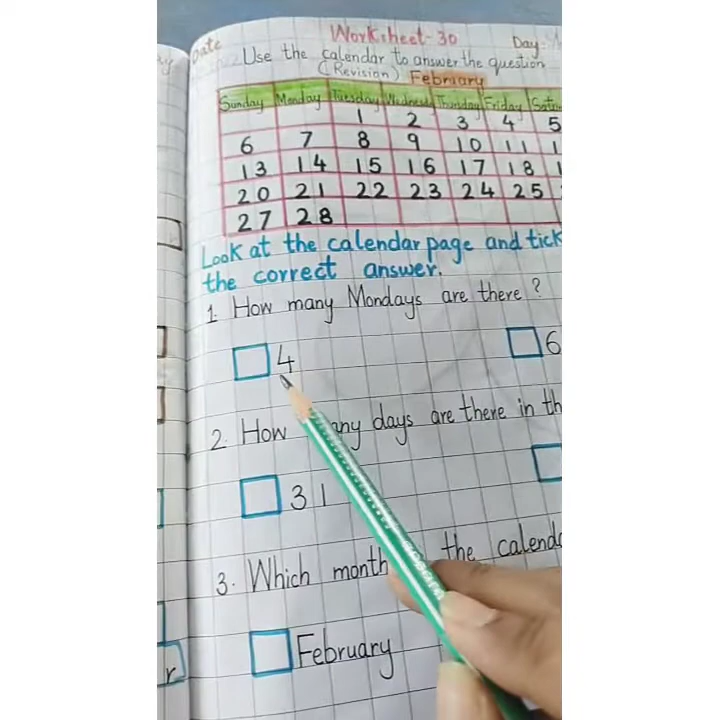 Date
Worksheet-30
Day
Use the calendar to answer the question
(Revision) February
Sunday Monday Tuesday Thursday Friday
1 2 3 4 5
6 7 8 9 10 11
13 14 15 16 17 18
20 21 22 23 24 25
27 28
Look at the calendar page and tick
the correct answer.
1. How many Mondays are there?
4 6
2. How any days are there in th
31
3. Which month the calenda
February
r